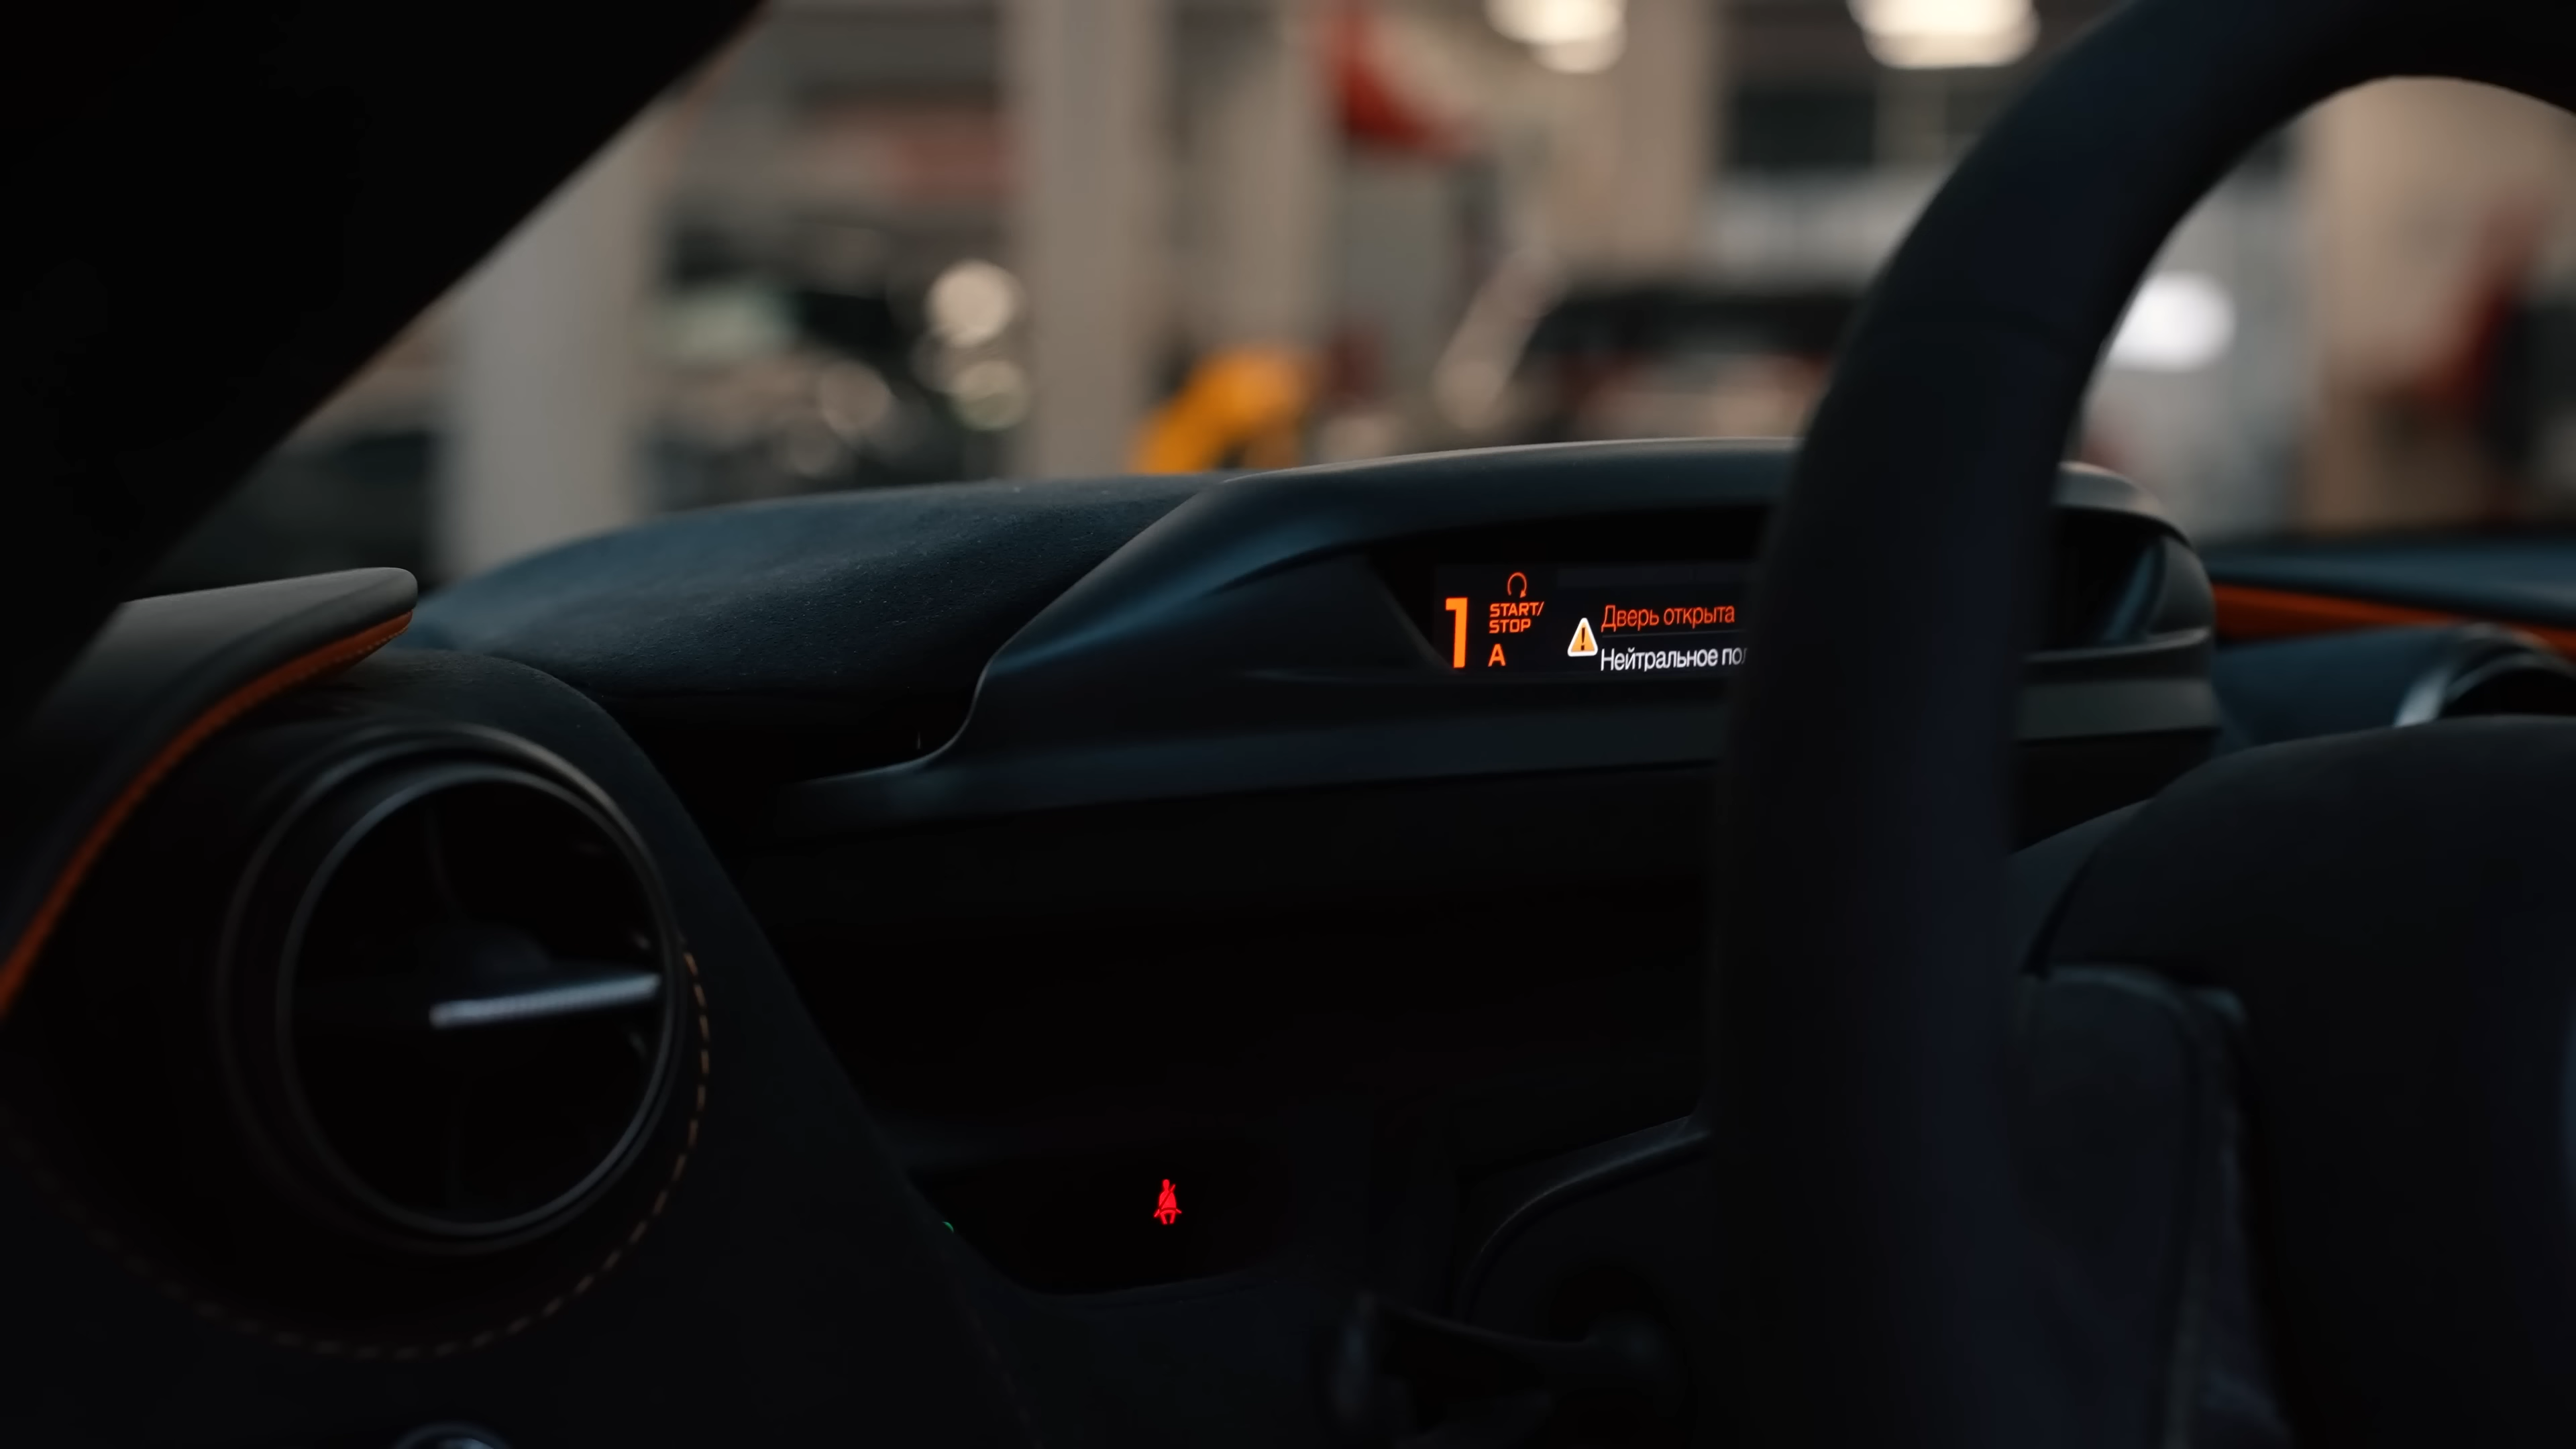 1
START/
STOP
A
Дверь открыта
Нейтральное